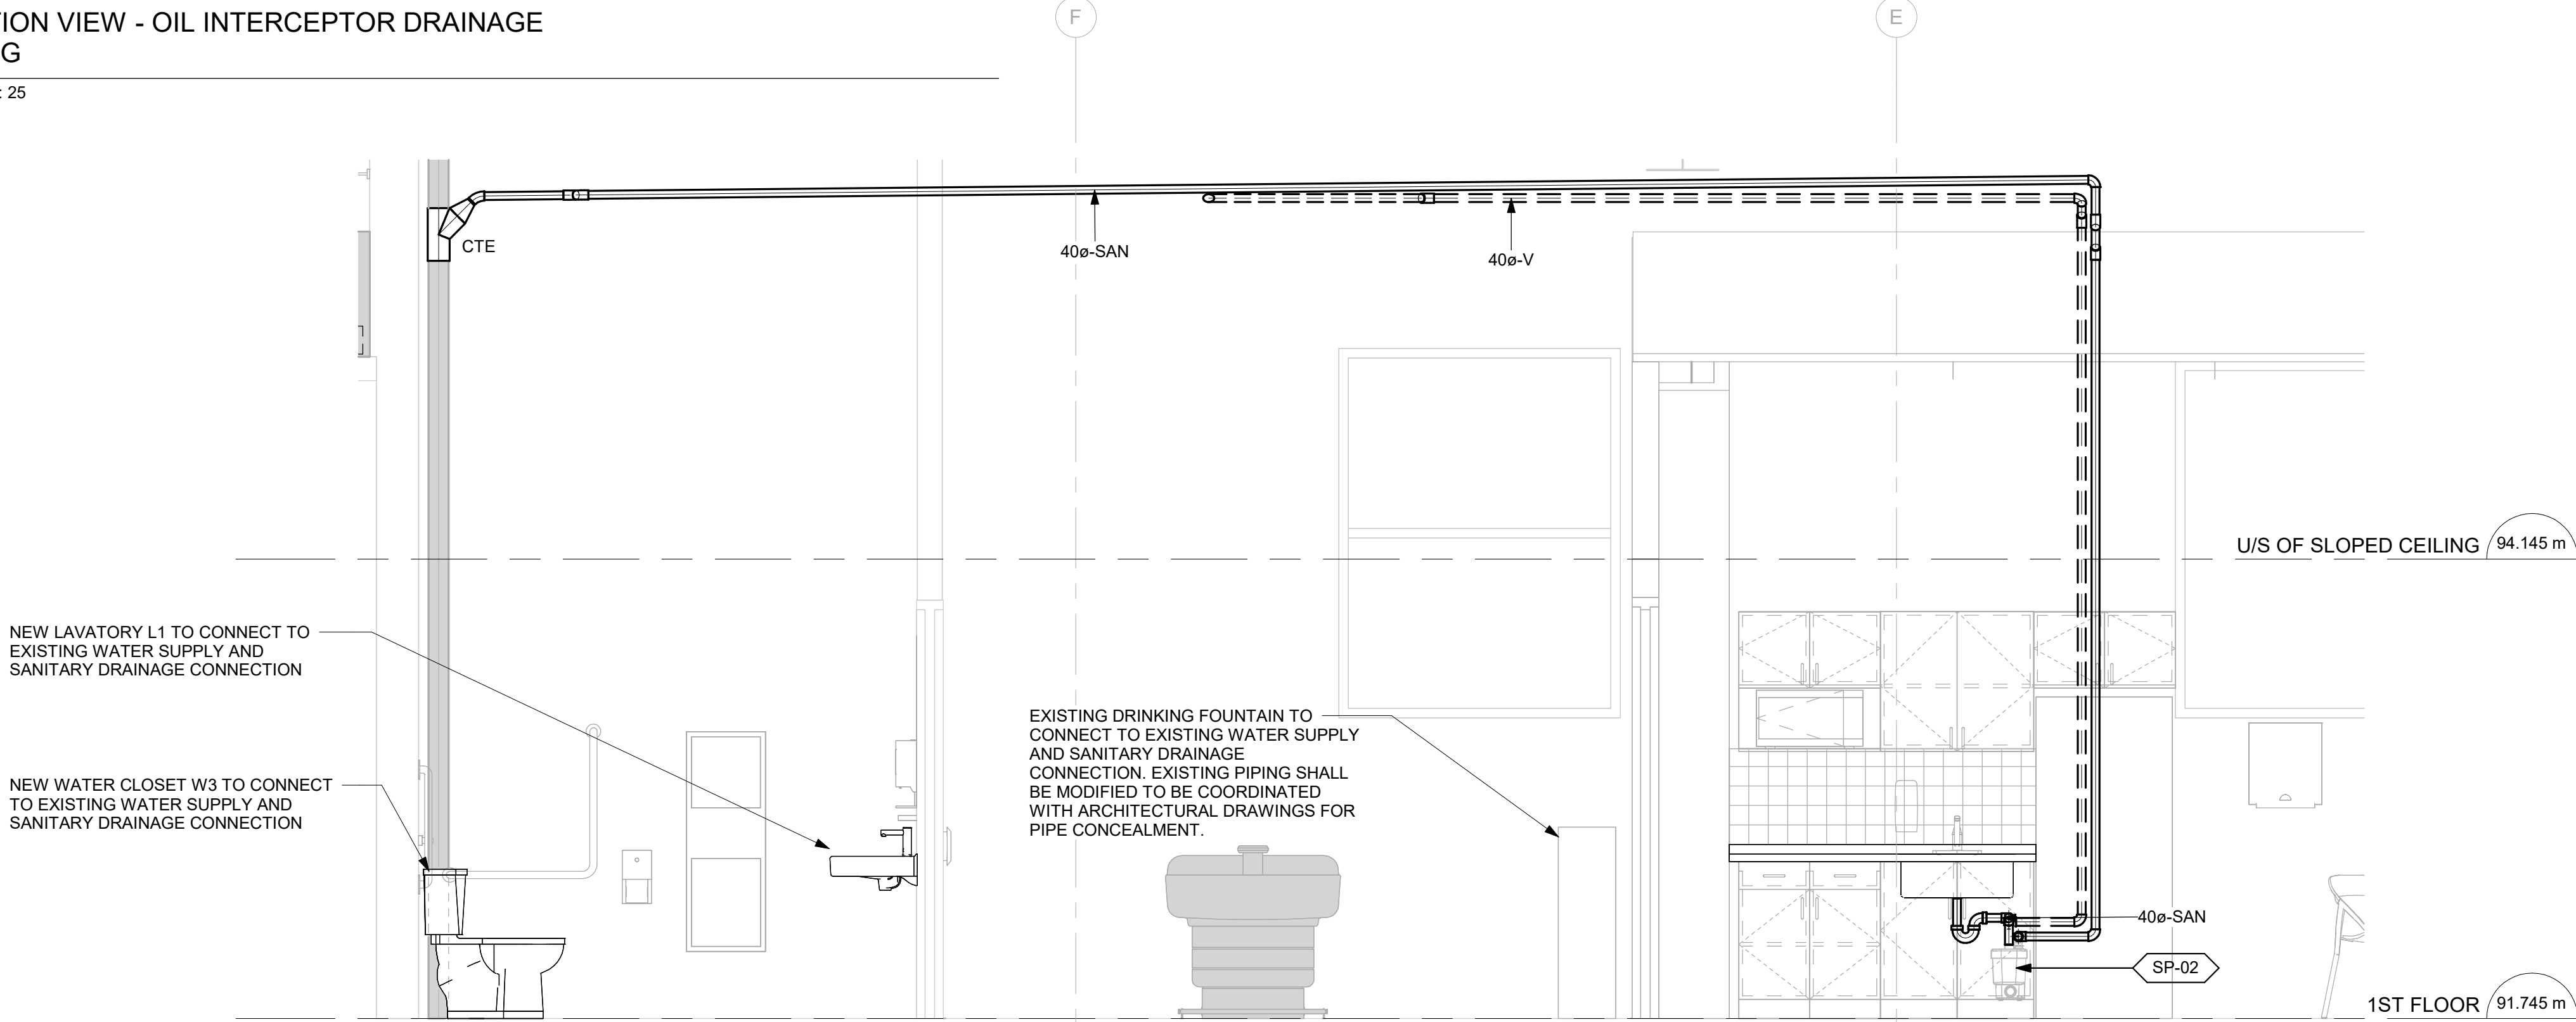 TION VIEW - OIL INTERCEPTOR DRAINAGE
G
: 25
F
E
CTE
40ø-SAN
40ø-V
U/S OF SLOPED CEILING 94.145 m
NEW LAVATORY L1 TO CONNECT TO
EXISTING WATER SUPPLY AND
SANITARY DRAINAGE CONNECTION
EXISTING DRINKING FOUNTAIN TO
CONNECT TO EXISTING WATER SUPPLY
AND SANITARY DRAINAGE
CONNECTION. EXISTING PIPING SHALL
BE MODIFIED TO BE COORDINATED
WITH ARCHITECTURAL DRAWINGS FOR
PIPE CONCEALMENT.
NEW WATER CLOSET W3 TO CONNECT
TO EXISTING WATER SUPPLY AND
SANITARY DRAINAGE CONNECTION
40ø-SAN
SP-02
1ST FLOOR 91.745 m